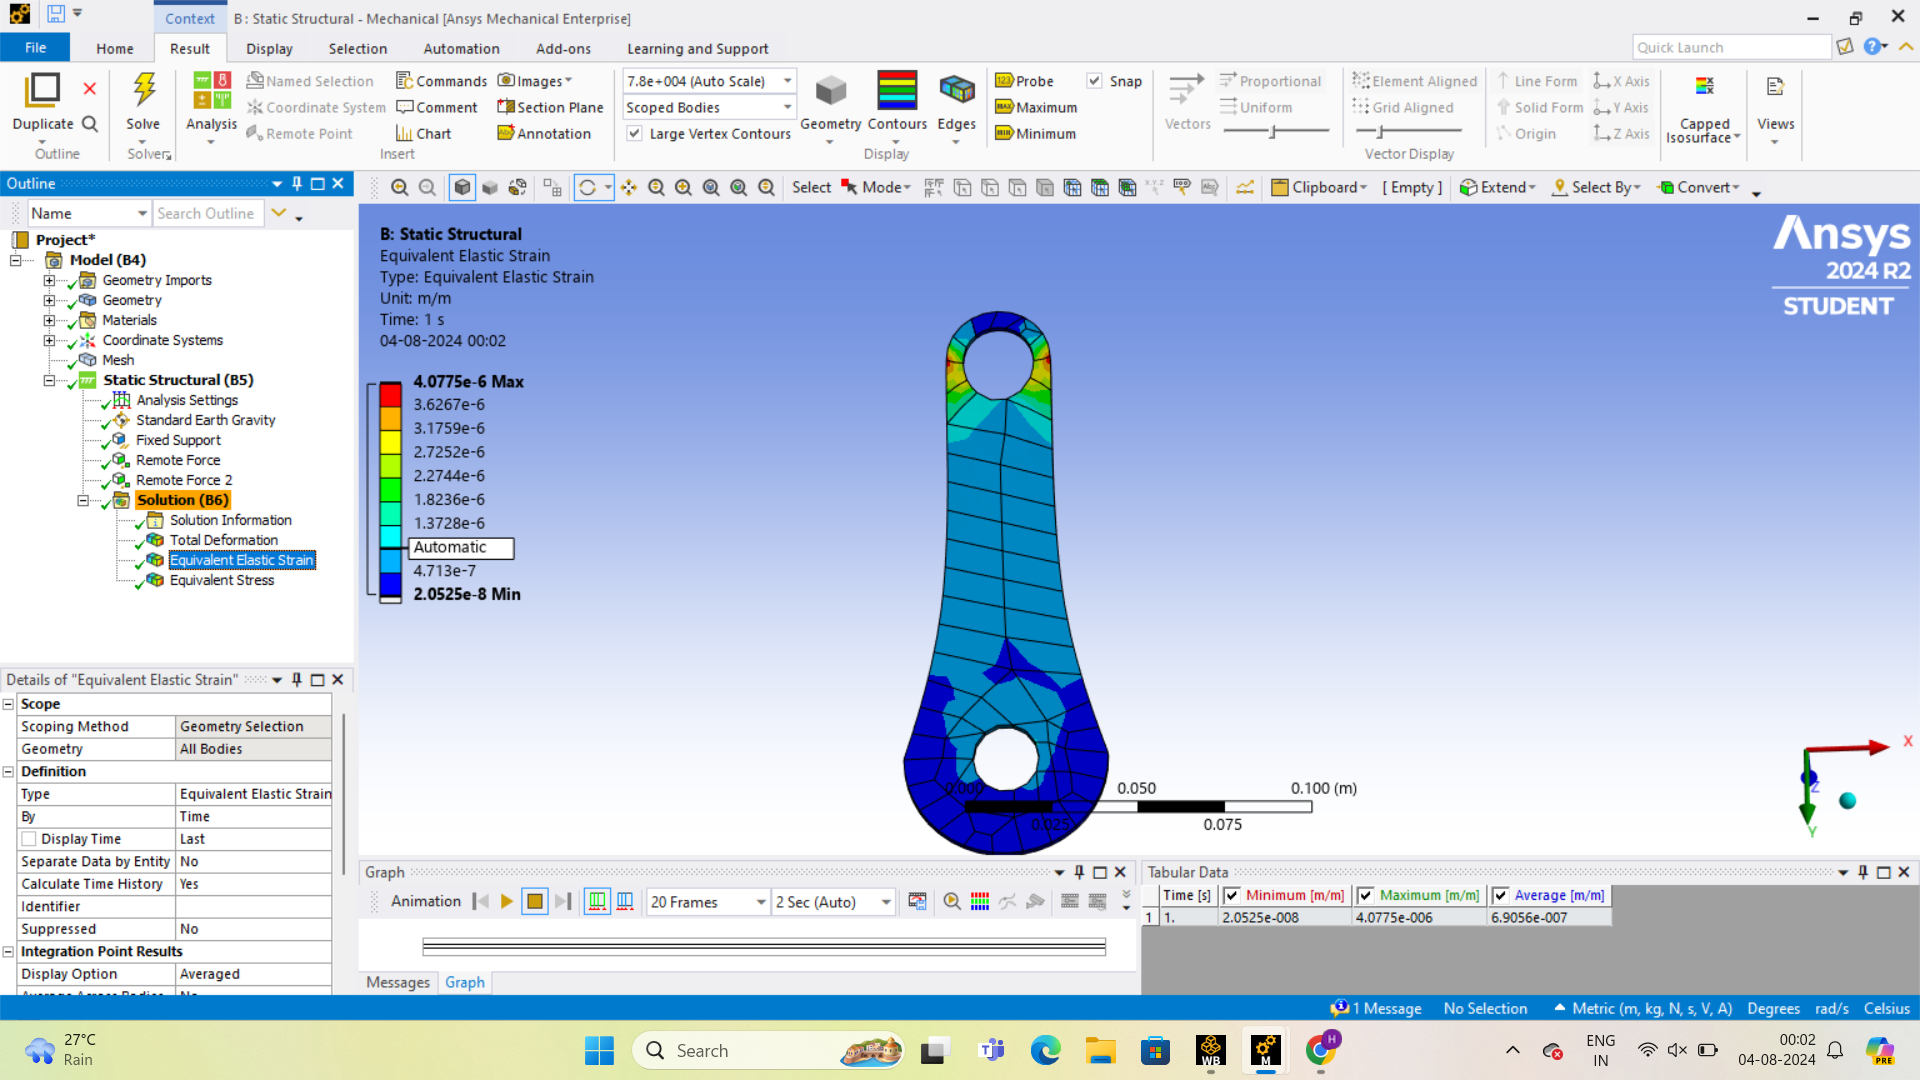 Context
B : Static Structural - Mechanical [Ansys Mechanical Enterprise]
File
Home
Result
Display
Selection
Automation
Add-ons
Learning and Support
Quick Launch
Duplicate
Outline
Solve
Solver
Analysis
Named Selection
Coordinate System
Remote Point
Commands
Comment
Chart
Images
Section Plane
Annotation
Insert
7.8e+004 (Auto Scale)
Scoped Bodies
Large Vertex Contours
Geometry
Contours
Edges
Display
Probe
Maximum
Minimum
Snap
Vectors
Proportional
Uniform
Element Aligned
Grid Aligned
Line Form
Solid Form
Origin
X Axis
Y Axis
Z Axis
Vector Display
Capped
Isosurface
Views
Outline
Name
Search Outline
Select
Mode
Clipboard
[ Empty ]
Extend
Select By
Convert
Project*
Model (B4)
Geometry Imports
Geometry
Materials
Coordinate Systems
Mesh
Static Structural (B5)
Analysis Settings
Standard Earth Gravity
Fixed Support
Remote Force
Remote Force 2
Solution (B6)
Solution Information
Total Deformation
Equivalent Elastic Strain
Equivalent Stress
B: Static Structural
Equivalent Elastic Strain
Type: Equivalent Elastic Strain
Unit: m/m
Time: 1 s
04-08-2024 00:02
4.0775e-6 Max
3.6267e-6
3.1759e-6
2.7252e-6
2.2744e-6
1.8236e-6
1.3728e-6
Automatic
4.713e-7
2.0525e-8 Min
Ansys
2024 R2
STUDENT
0.000
0.050
0.100 (m)
0.025
0.075
X
Z
Y
Details of "Equivalent Elastic Strain"
Scope
Scoping Method Geometry Selection
Geometry All Bodies
Definition
Type Equivalent Elastic Strain
By Time
Display Time Last
Separate Data by Entity No
Calculate Time History Yes
Identifier
Suppressed No
Integration Point Results
Display Option Averaged
Graph
Animation
20 Frames
2 Sec (Auto)
Messages
Graph
Tabular Data
Time [s] Minimum [m/m] Maximum [m/m] Average [m/m]
1 1. 2.0525e-008 4.0775e-006 6.9056e-007
1 Message
No Selection
Metric (m, kg, N, s, V, A)
Degrees
rad/s
Celsius
27°C
Rain
Search
WB
M
H
ENG
IN
00:02
04-08-2024
PRE